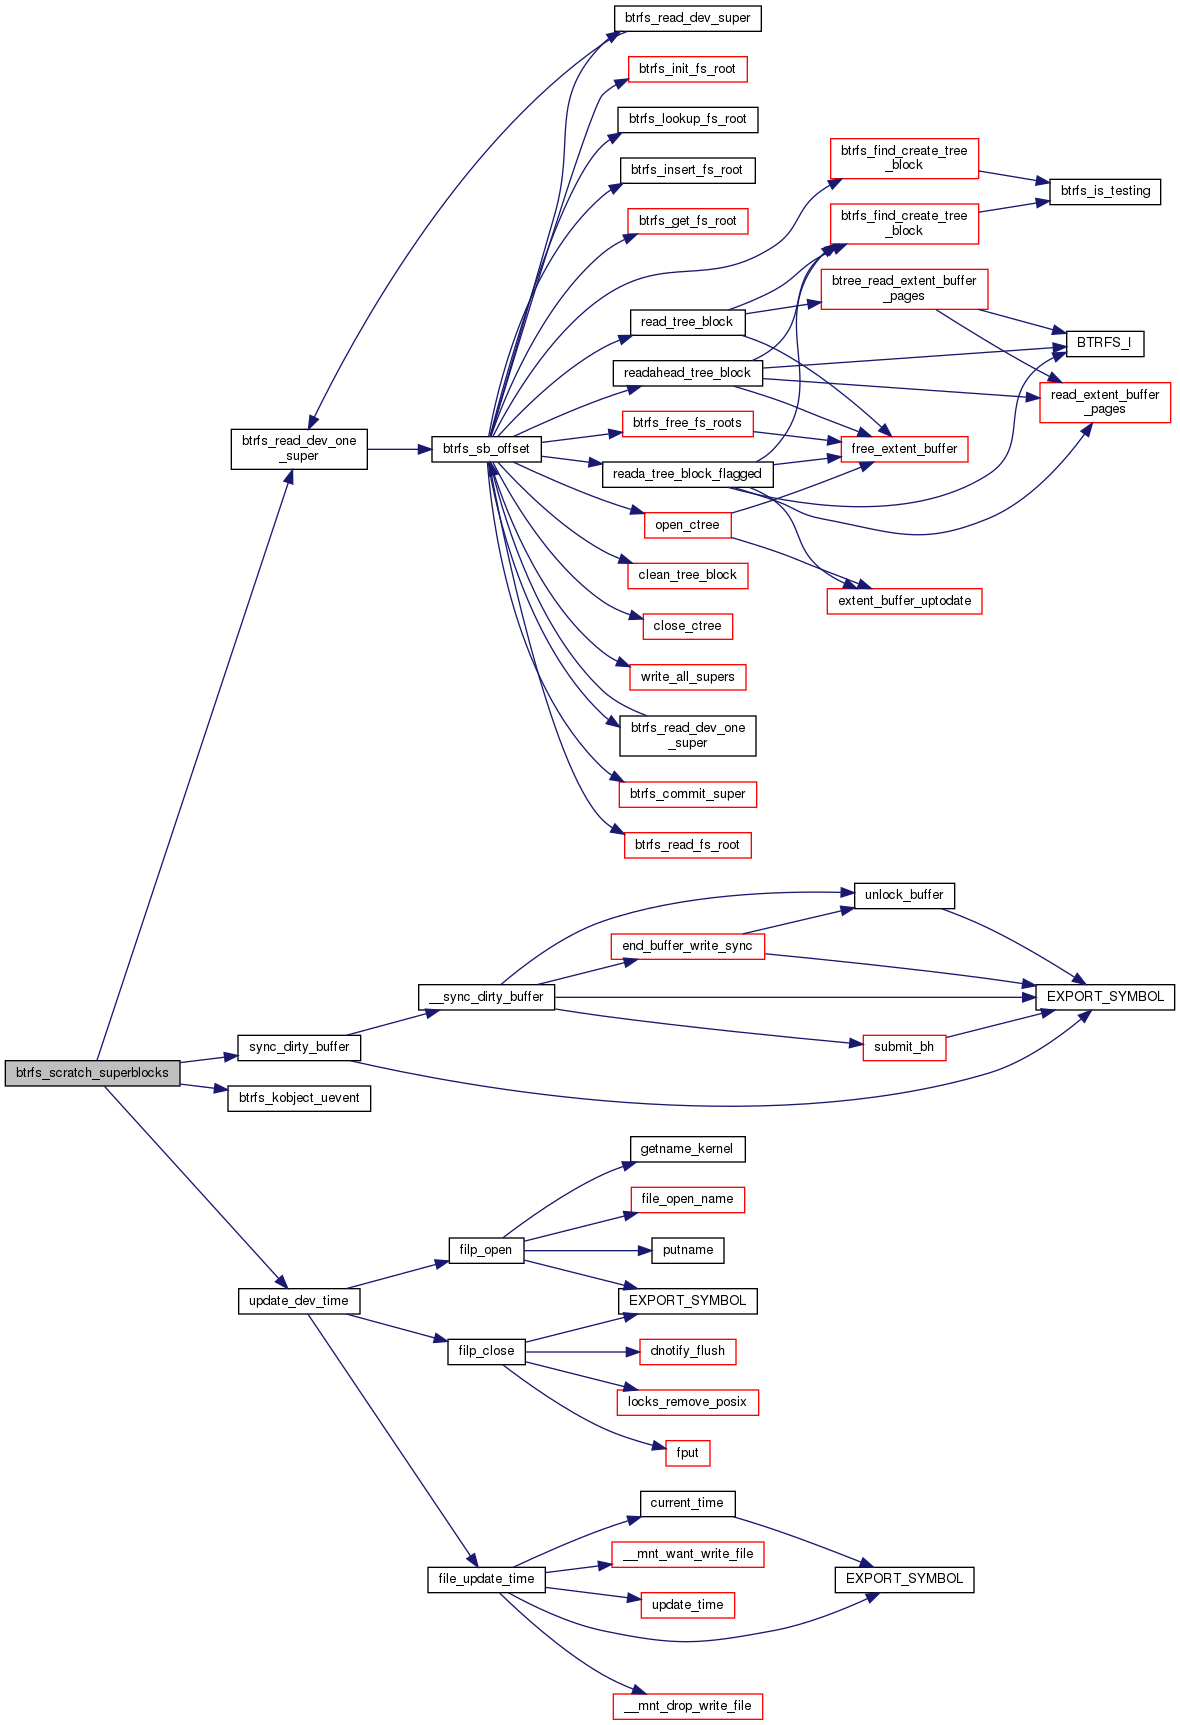 btrfs_read_dev_super
btrfs_init_fs_root
btrfs_lookup_fs_root
btrfs_insert_fs_root
btrfs_get_fs_root
btrfs_find_create_tree
_block
btrfs_is_testing
btrfs_find_create_tree
_block
btree_read_extent_buffer
_pages
read_tree_block
BTRFS_I
readahead_tree_block
read_extent_buffer
_pages
btrfs_free_fs_roots
btrfs_read_dev_one
_super
btrfs_sb_offset
free_extent_buffer
reada_tree_block_flagged
open_ctree
clean_tree_block
extent_buffer_uptodate
close_ctree
write_all_supers
btrfs_read_dev_one
_super
btrfs_commit_super
btrfs_read_fs_root
unlock_buffer
end_buffer_write_sync
__sync_dirty_buffer
EXPORT_SYMBOL
sync_dirty_buffer
submit_bh
btrfs_scratch_superblocks
btrfs_kobject_uevent
getname_kernel
file_open_name
filp_open
putname
update_dev_time
EXPORT_SYMBOL
filp_close
dnotify_flush
locks_remove_posix
fput
current_time
__mnt_want_write_file
file_update_time
EXPORT_SYMBOL
update_time
__mnt_drop_write_file